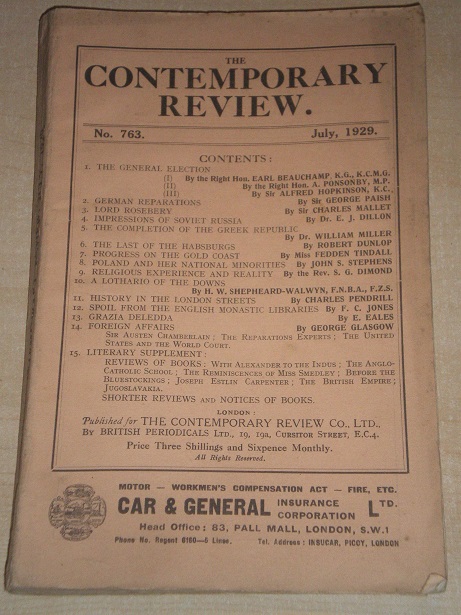 THE
CONTEMPORARY
REVIEW.
No. 763. July, 1929.
CONTENTS:
1. THE GENERAL ELECTION
(I) By the Right Hon. EARL BEAUCHAMP, K.G., K.C.M.G.
(II) By the Right Hon. A. PONSONBY, M.P.
(III) By Sir ALFRED HOPKINSON, K.C.,
2. GERMAN REPARATIONS By Sir GEORGE PAISH
3. LORD ROSEBERY By Sir CHARLES MALLET
4. IMPRESSIONS OF SOVIET RUSSIA By Dr. E. J. DILLON
5. THE COMPLETION OF THE GREEK REPUBLIC
By Dr. WILLIAM MILLER
6. THE LAST OF THE HABSBURGS By ROBERT DUNLOP
7. PROGRESS ON THE GOLD COAST By Miss FEDDEN TINDALL
8. POLAND AND HER NATIONAL MINORITIES By JOHN S. STEPHENS
9. RELIGIOUS EXPERIENCE AND REALITY By the Rev. S. G. DIMOND
10. A LOTHARIO OF THE DOWNS
By H. W. SHEPHEARD-WALWYN, F.N.B.A., F.Z.S.
11. HISTORY IN THE LONDON STREETS By CHARLES PENDRILL
12. SPOIL FROM THE ENGLISH MONASTIC LIBRARIES By F. C. JONES
13. GRAZIA DELEDDA By E. EALES
14. FOREIGN AFFAIRS By GEORGE GLASGOW
SIR AUSTEN CHAMBERLAIN; THE REPARATIONS EXPERTS; THE UNITED
STATES AND THE WORLD COURT.
15. LITERARY SUPPLEMENT:
REVIEWS OF BOOKS: WITH ALEXANDER TO THE INDUS; THE ANGLO-
CATHOLIC SCHOOL; THE REMINISCENCES OF MISS SMEDLEY; BEFORE THE
BLUESTOCKINGS; JOSEPH ESTLIN CARPENTER; THE BRITISH EMPIRE;
JUGOSLAVAKIA.
SHORTER REVIEWS AND NOTICES OF BOOKS.
LONDON:
Published for THE CONTEMPORARY REVIEW CO., LTD.,
BY BRITISH PERIODICALS LTD., 19, 19A, CURSITOR STREET, E.C.4.
Price Three Shillings and Sixpence Monthly.
All Rights Reserved.
MOTOR — WORKMEN'S COMPENSATION ACT — FIRE, ETC.
CAR & GENERAL INSURANCE CORPORATION LTD.
Head Office: 83, PALL MALL, LONDON, S.W.1
Phone No. Regent 6100—6 Lines. Tel. Address: INSUCAR, PICCY, LONDON